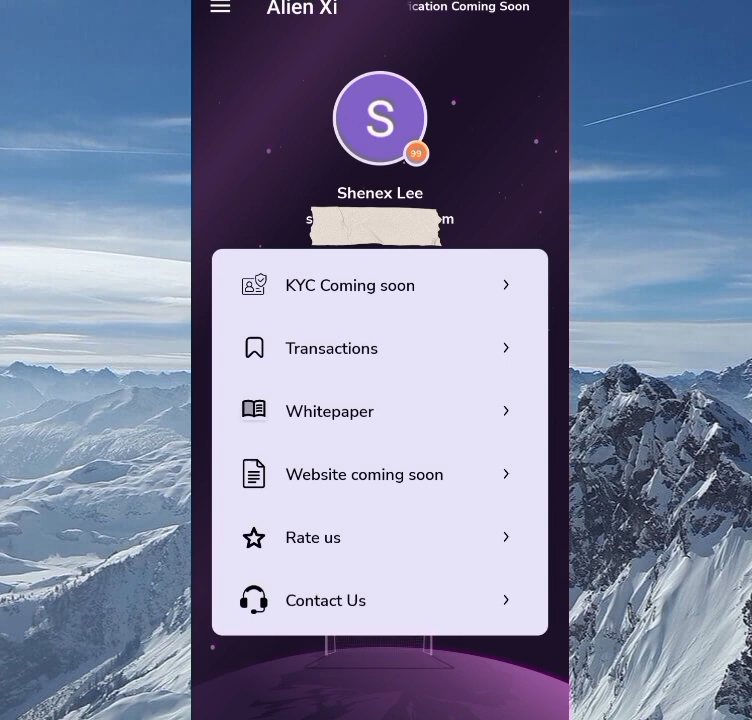 Alien Xi
ication Coming Soon
S
99
Shenex Lee
KYC Coming soon
Transactions
Whitepaper
Website coming soon
Rate us
Contact Us